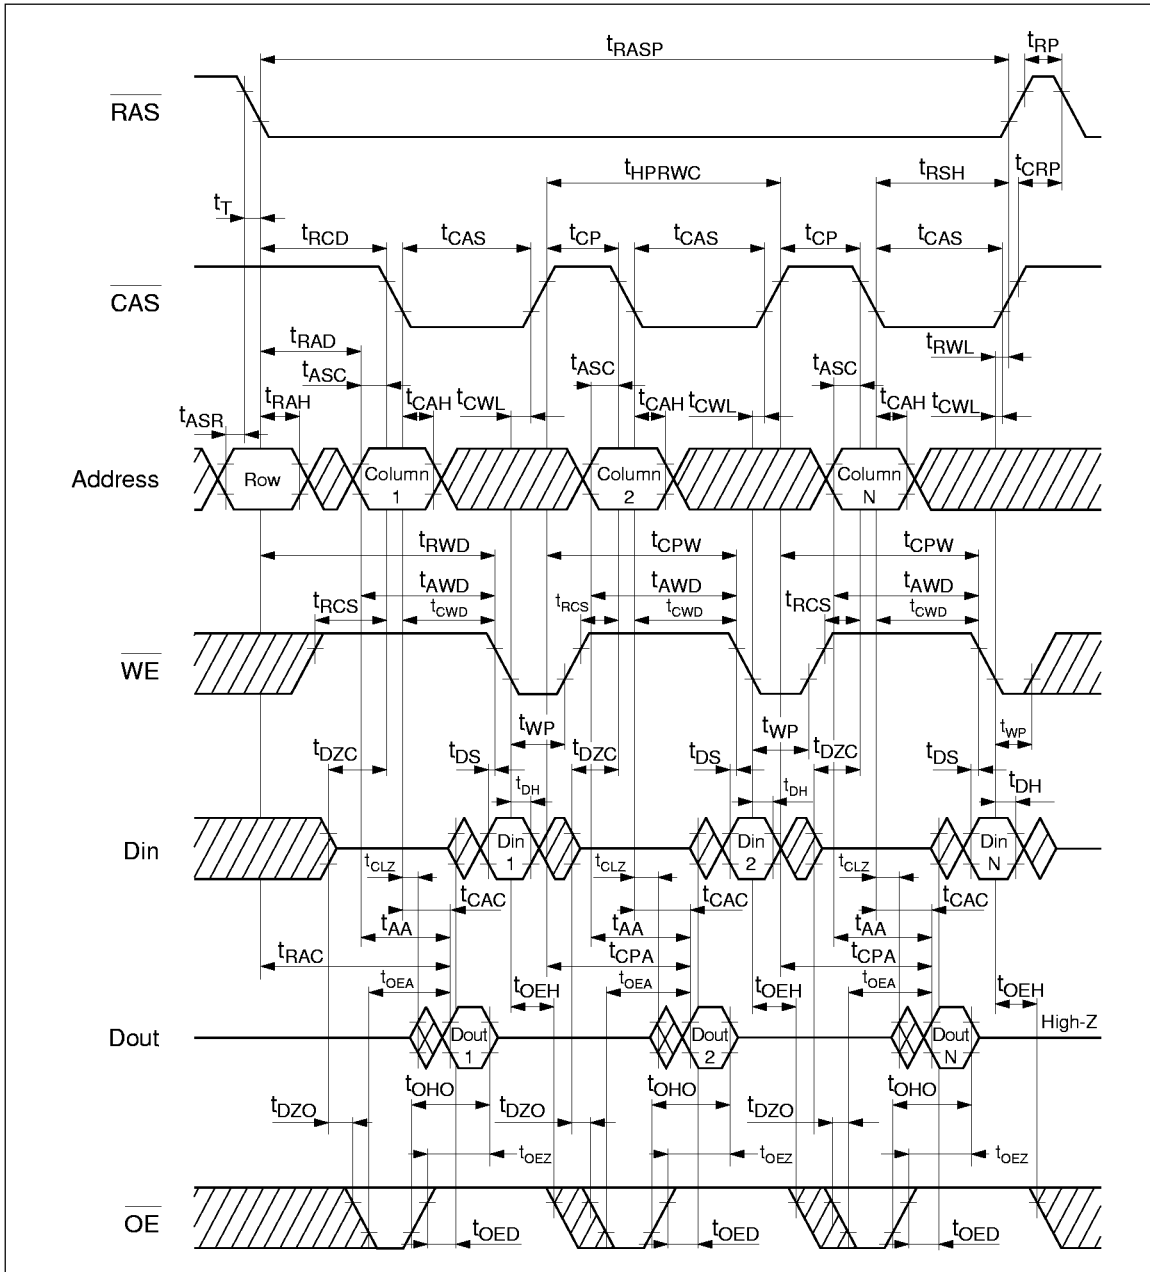 tRASP tRP
RAS
tHPRWC tRSH tCRP
tT
tRCD tCAS tCP tCAS tCP tCAS
CAS
tRAD tRWL
tASC tASC tASC
tRAH tCAH tCWL tCAH tCWL tCAH tCWL
tASR
Address Row Column 1 Column 2 Column N
tRWD tCPW tCPW
tAWD tAWD tAWD
tRCS tCWD tRCS tCWD tRCS tCWD
WE
tWP tWP tWP
tDZC tDS tDZC tDS tDZC tDS
tDH tDH tDH
Din Din 1 Din 2 Din N
tCLZ tCLZ tCLZ
tCAC tCAC tCAC
tAA tAA tAA
tRAC tCPA tCPA
tOEA tOEH tOEA tOEH tOEA tOEH
Dout Dout 1 Dout 2 Dout N High-Z
tOHO tOHO tOHO
tDZO tDZO tDZO
tOEZ tOEZ tOEZ
OE
tOED tOED tOED